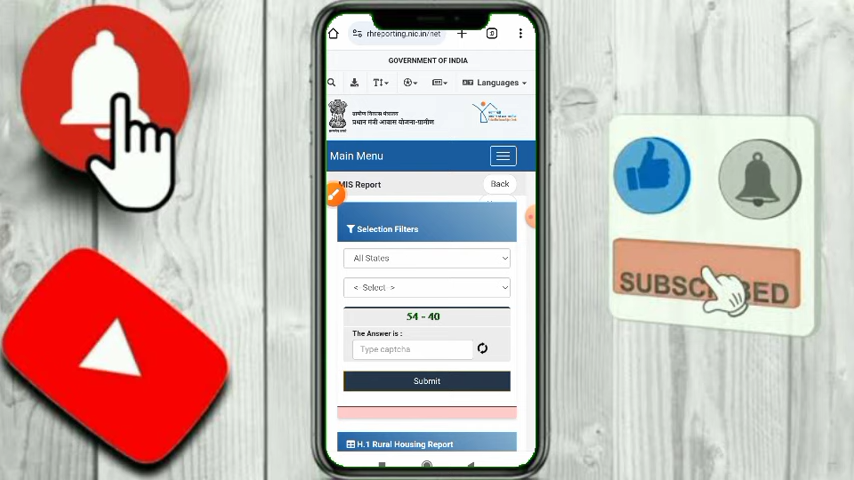 rhreporting.nic.in/net
GOVERNMENT OF INDIA
Languages
प्रधान मंत्री आवास योजना-ग्रामीण
Main Menu
MIS Report
Back
Selection Filters
All States
< Select >
54 - 40
The Answer is :
Type captcha
Submit
H.1 Rural Housing Report
SUBSCRIBED